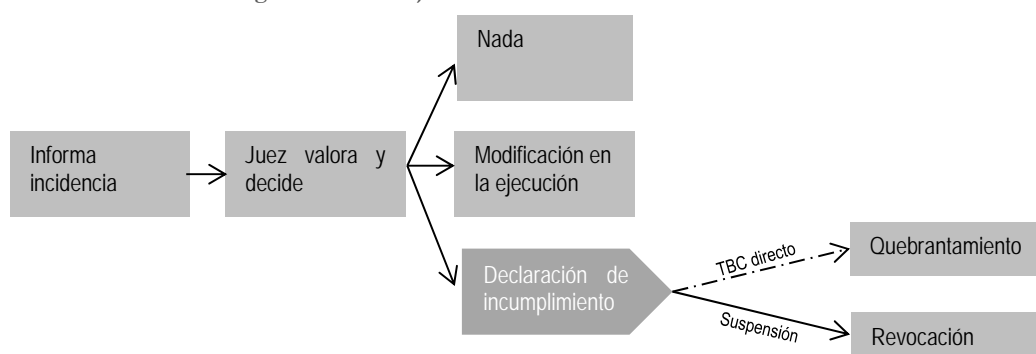 Nada
Informa
incidencia
Juez valora y
decide
Modificación en
la ejecución
Declaración de
incumplimiento
TBC directo
Quebrantamiento
Suspensión
Revocación